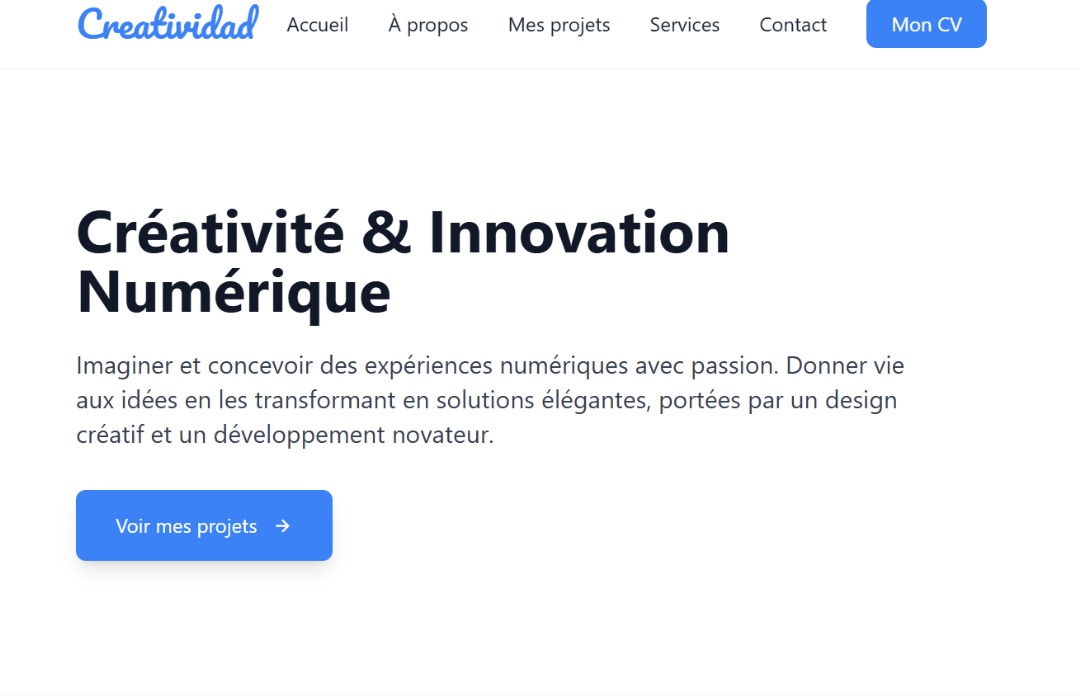 Creatividad Accueil À propos Mes projets Services Contact Mon CV
Créativité & Innovation
Numérique
Imaginer et concevoir des expériences numériques avec passion. Donner vie
aux idées en les transformant en solutions élégantes, portées par un design
créatif et un développement novateur.
Voir mes projets →